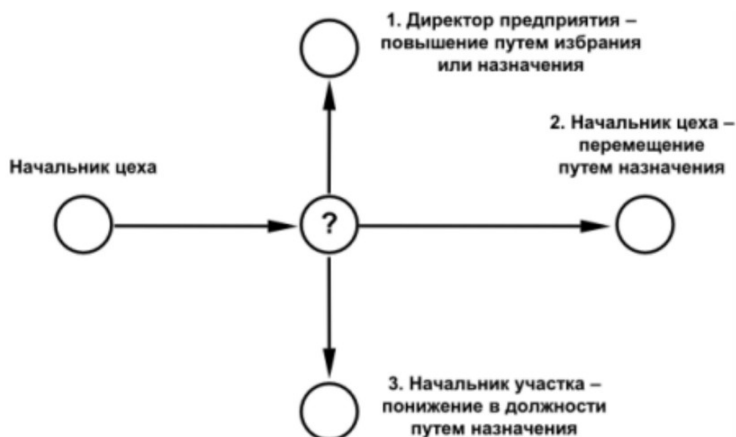 1. Директор предприятия –
повышение путем избрания
или назначения
2. Начальник цеха –
перемещение
путем назначения
Начальник цеха
?
3. Начальник участка –
понижение в должности
путем назначения